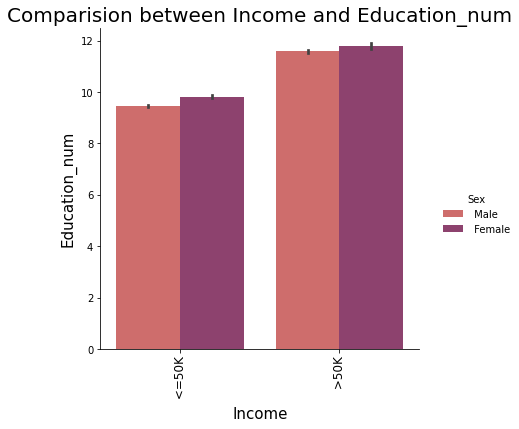 Comparision between Income and Education_num
12
10
8
6
4
2
0
Education_num
<=50K
>50K
Income
Sex
Male
Female